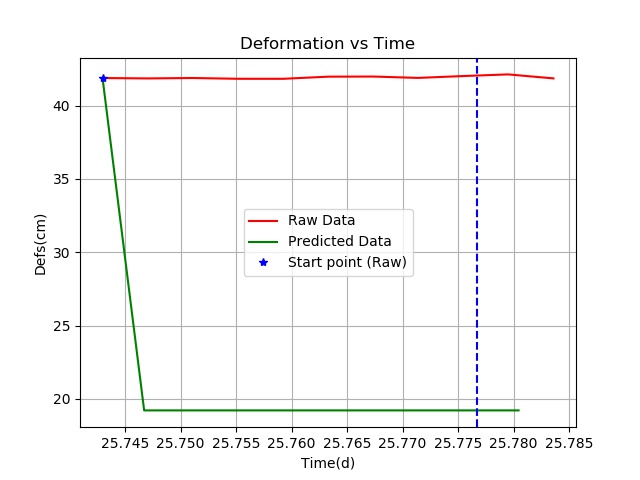 Deformation vs Time
Defs(cm)
40
35
30
25
20
Raw Data
Predicted Data
Start point (Raw)
25.745 25.750 25.755 25.760 25.765 25.770 25.775 25.780 25.785
Time(d)